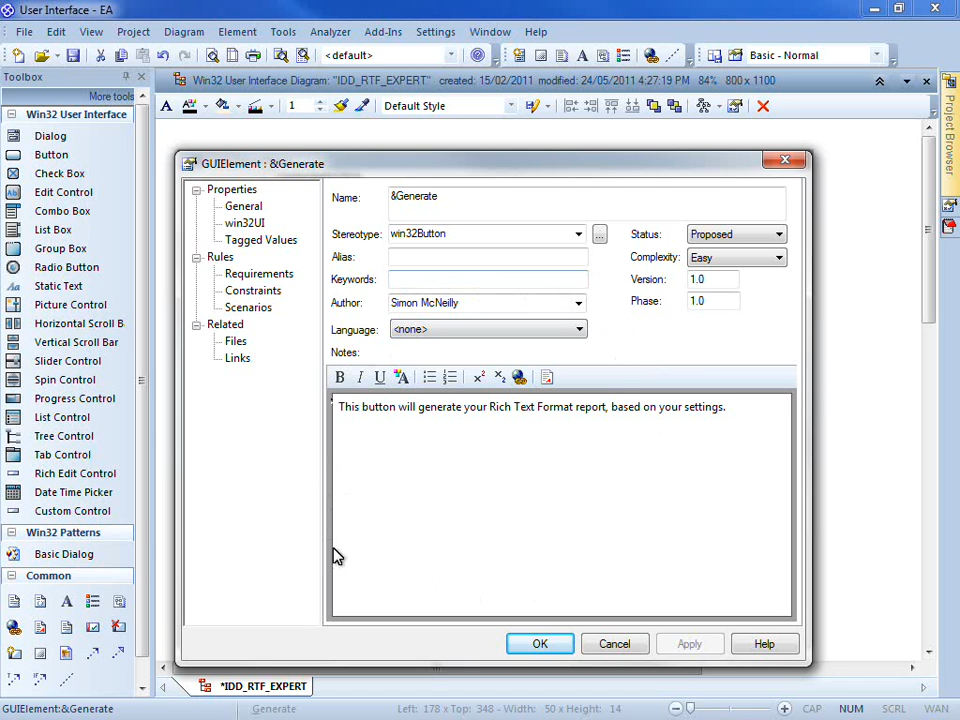 User Interface - EA
File Edit View Project Diagram Element Tools Analyzer Add-Ins Settings Window Help
<default>
Basic - Normal
Toolbox
Win32 User Interface Diagram: "IDD_RTF_EXPERT" created: 15/02/2011 modified: 24/05/2011 4:27:19 PM 84% 800 x 1100
More tools
1
Default Style
Win32 User Interface
Dialog
Button
Check Box
Edit Control
Combo Box
List Box
Group Box
Radio Button
Static Text
Picture Control
Horizontal Scroll B
Vertical Scroll Bar
Slider Control
Spin Control
Progress Control
List Control
Tree Control
Tab Control
Rich Edit Control
Date Time Picker
Custom Control
Win32 Patterns
Basic Dialog
Common
GUIElement : &Generate
Properties
General
win32UI
Tagged Values
Rules
Requirements
Constraints
Scenarios
Related
Files
Links
Name: &Generate
Stereotype: win32Button ... Status: Proposed
Alias: Complexity: Easy
Keywords: Version: 1.0
Author: Simon McNeilly Phase: 1.0
Language: <none>
Notes:
This button will generate your Rich Text Format report, based on your settings.
OK Cancel Apply Help
Project Browser
*IDD_RTF_EXPERT
GUIElement:&Generate Generate Left: 178 x Top: 348 - Width: 50 x Height: 14 CAP NUM SCRL WAN